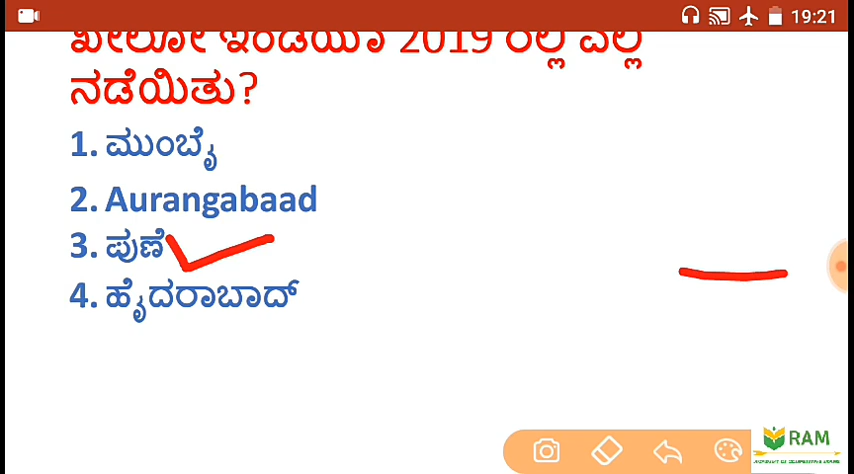 19:21
ಖೇಲೋ ಇಂಡಿಯಾ 2019 ರಲ್ಲಿ ಎಲ್ಲಿ
ನಡೆಯಿತು?
1. ಮುಂಬೈ
2. Aurangabaad
3. ಪುಣೆ
4. ಹೈದರಾಬಾದ್
RAM